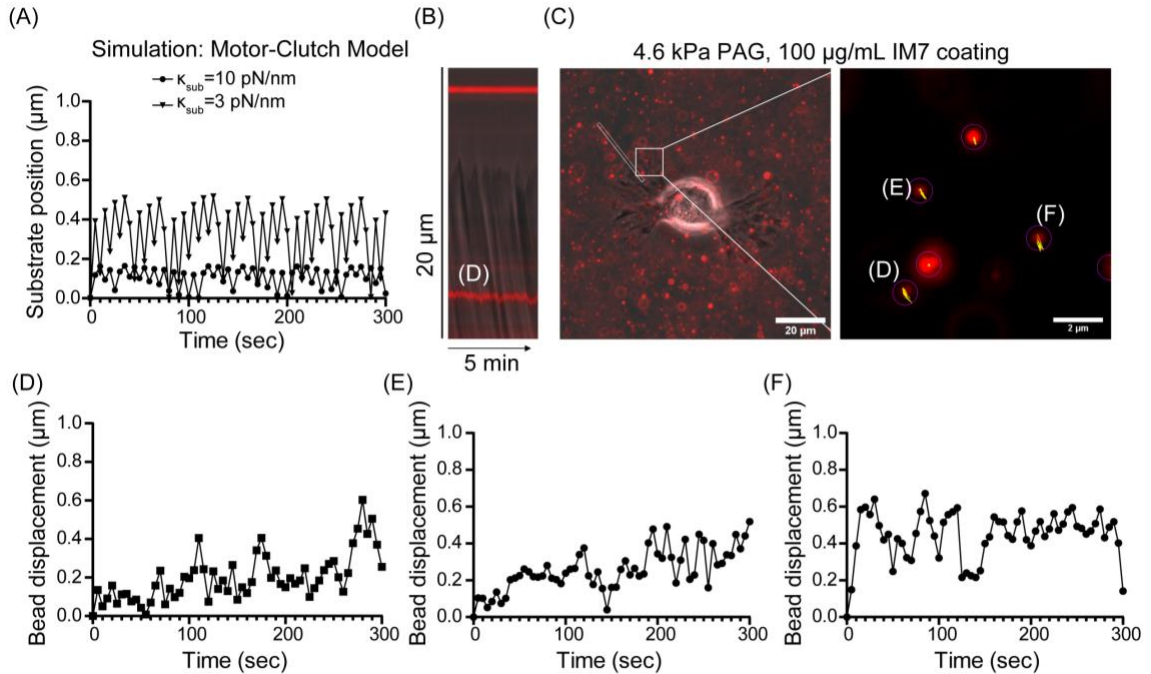 (A)
Simulation: Motor-Clutch Model
κsub=10 pN/nm
κsub=3 pN/nm
Substrate position (μm)
1.0
0.8
0.6
0.4
0.2
0.0
0 100 200 300
Time (sec)
(B)
20 μm
(D)
5 min
(C)
4.6 kPa PAG, 100 μg/mL IM7 coating
20 μm
(E)
(F)
(D)
2 μm
(D)
Bead displacement (μm)
1.0
0.8
0.6
0.4
0.2
0.0
0 100 200 300
Time (sec)
(E)
Bead displacement (μm)
1.0
0.8
0.6
0.4
0.2
0.0
0 100 200 300
Time (sec)
(F)
Bead displacement (μm)
1.0
0.8
0.6
0.4
0.2
0.0
0 100 200 300
Time (sec)